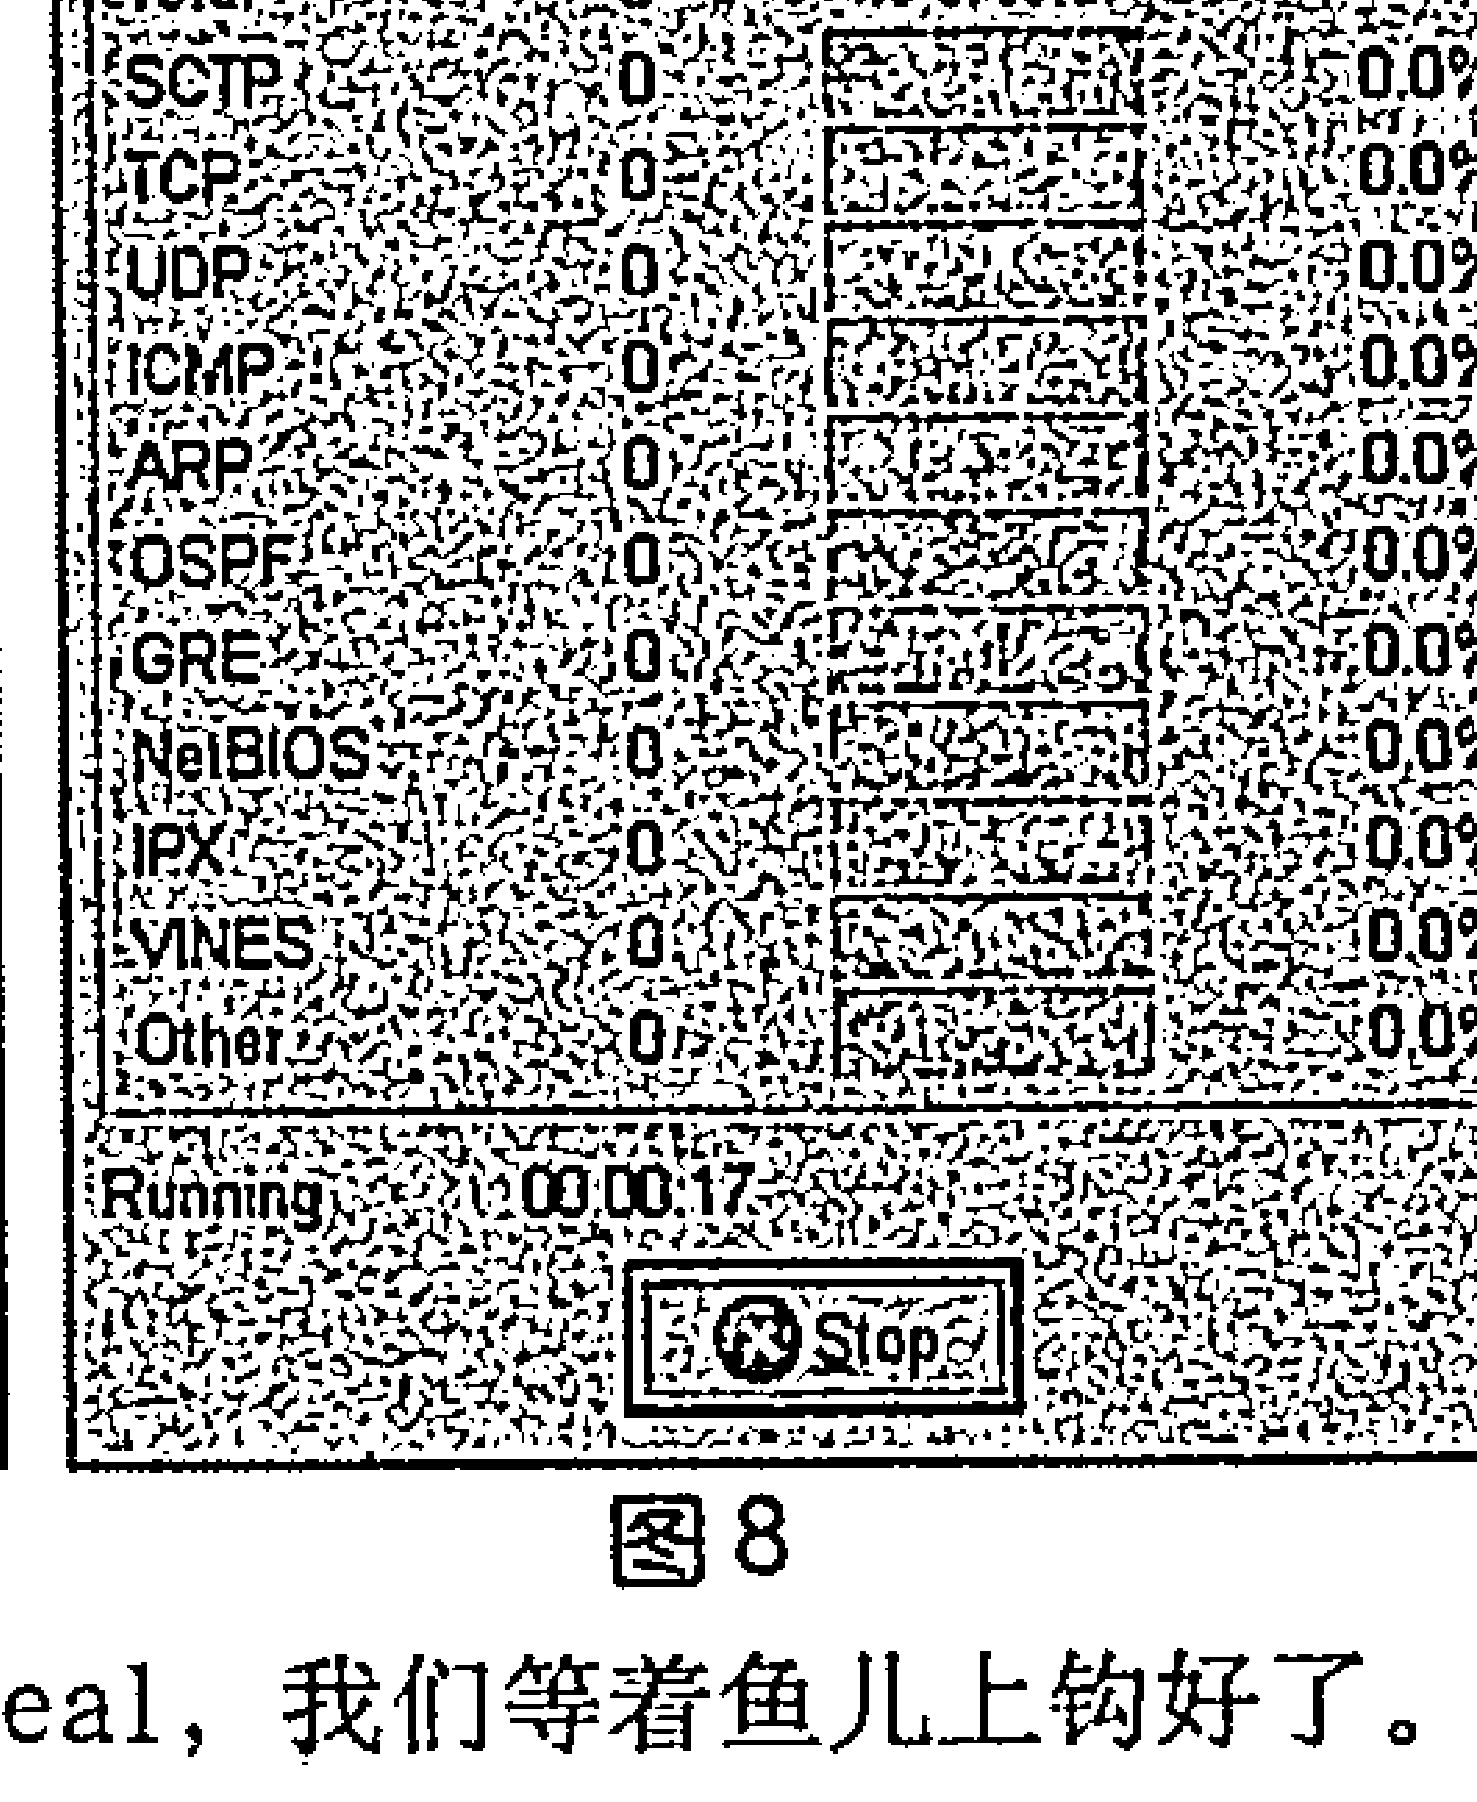 SCTP 0 0.0%
TCP 0 0.0%
UDP 0 0.0%
ICMP 0 0.0%
ARP 0 0.0%
OSPF 0 0.0%
GRE 0 0.0%
NetBIOS 0 0.0%
IPX 0 0.0%
VINES 0 0.0%
Other 0 0.0%
Running 00:00:17
Stop
图 8
eal, 我们等着鱼儿上钩好了。